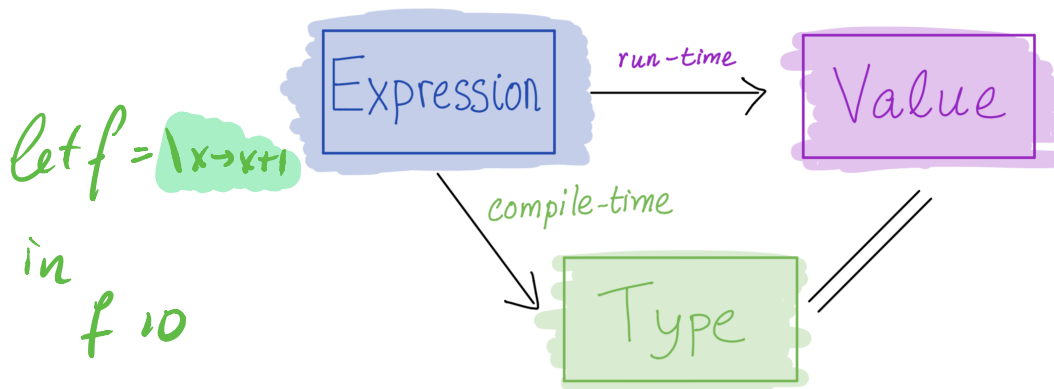 Expression
run-time
Value
let f = \x→x+1
compile-time
in
f 10
Type